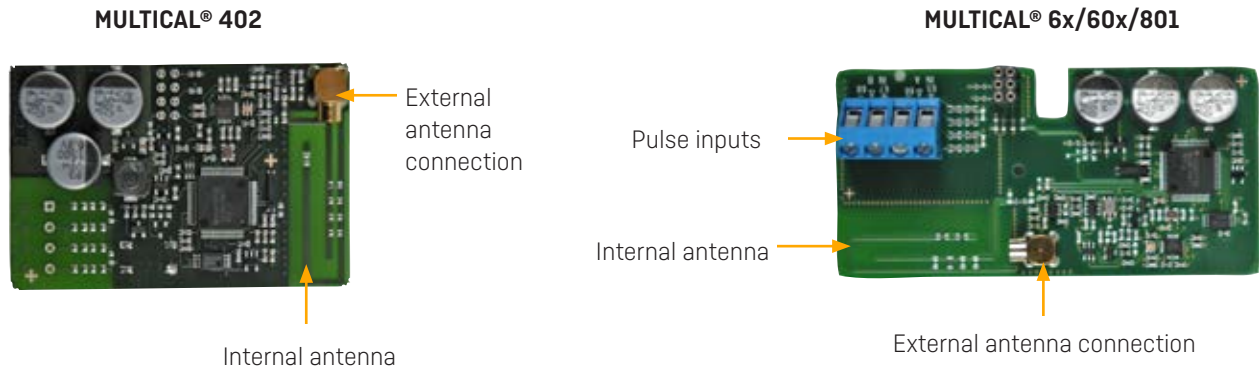 MULTICAL® 402
MULTICAL® 6x/60x/801
External
antenna
connection
Internal antenna
Pulse inputs
Internal antenna
External antenna connection